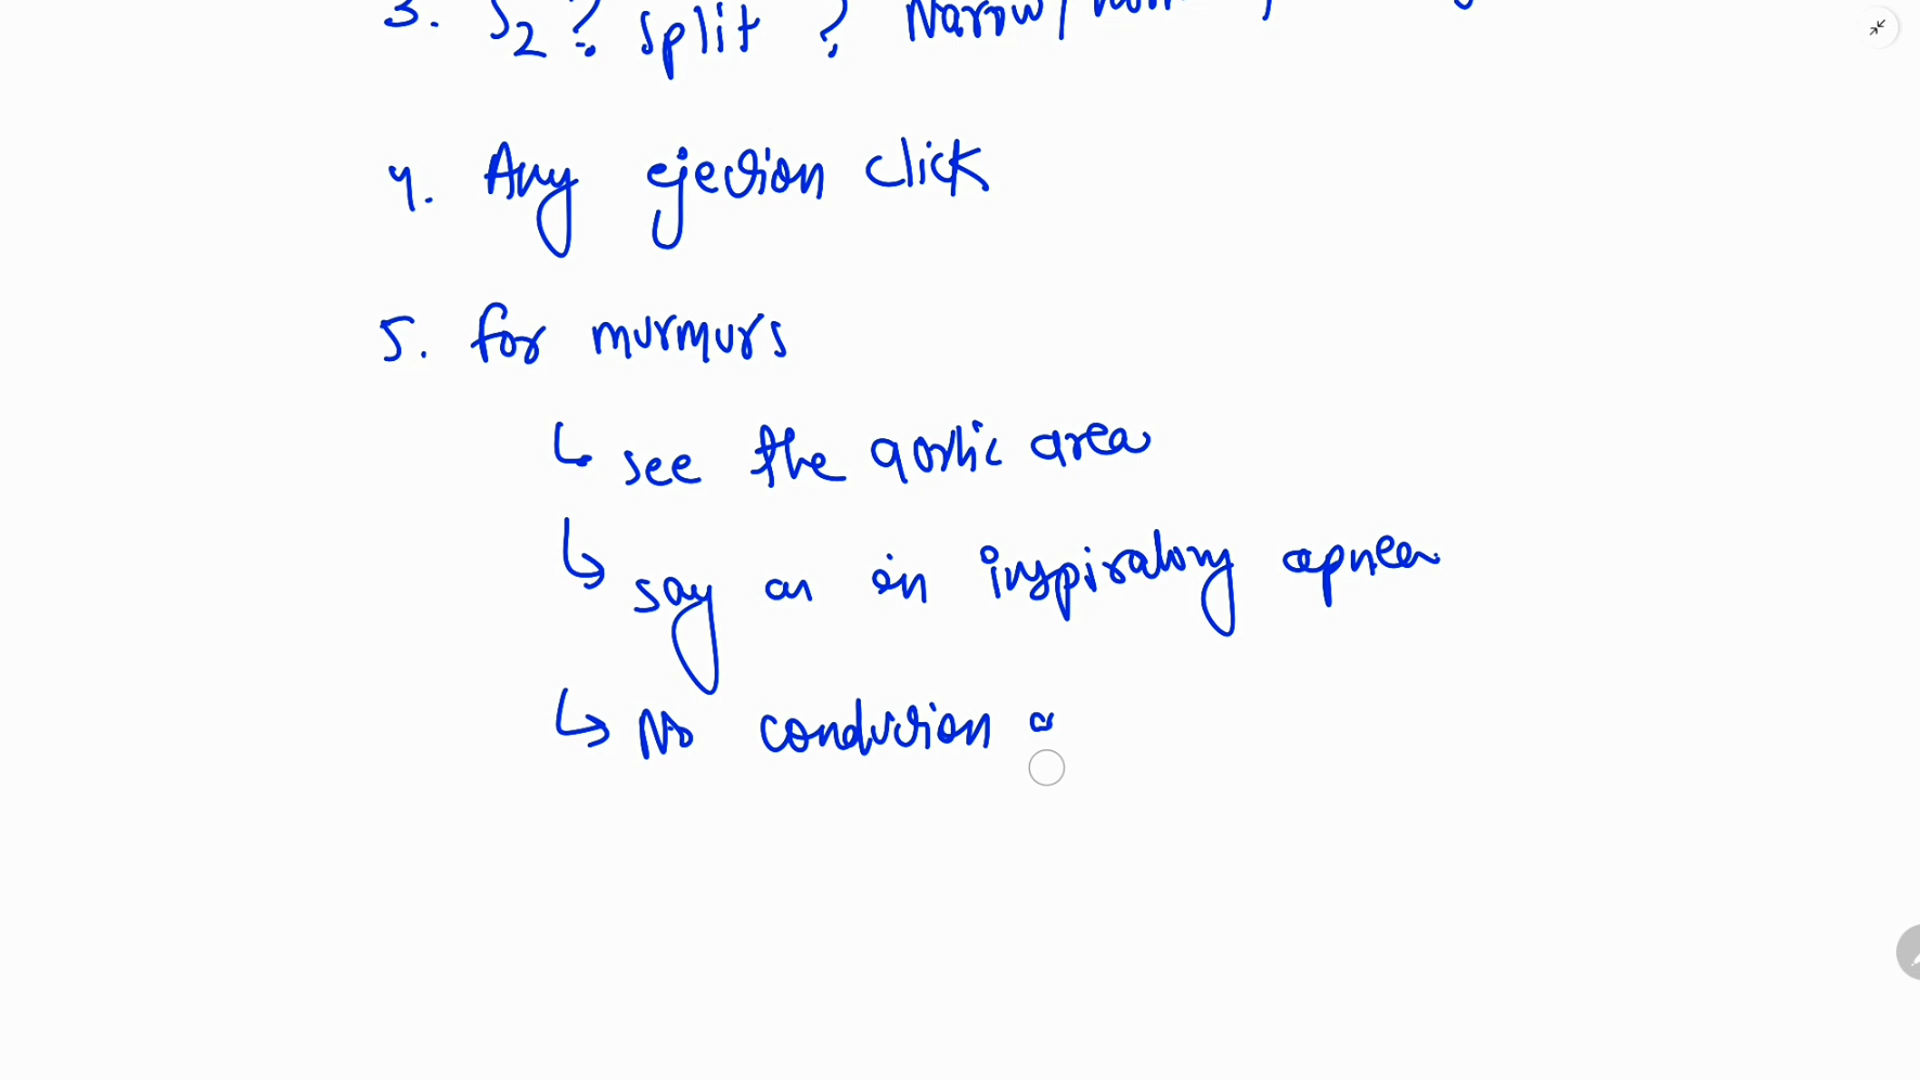 3. S2? split? Narrow/
4. Any ejection click
5. for murmurs
↳ see the aortic area
↳ say as in inspiratory apnea
↳ No conduction